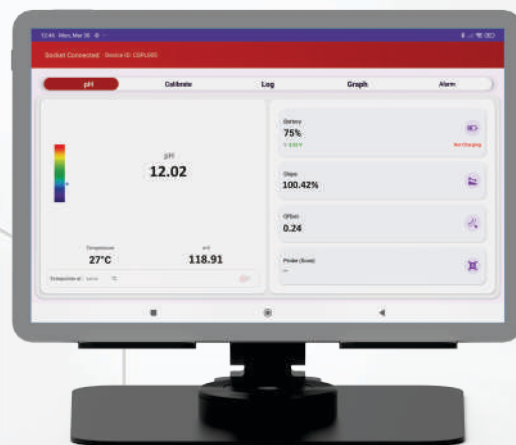 12:46 Mon, Mar 30
Socket Connected Device ID: CSPL005
pH
Calibrate
Log
Graph
Alarm
pH
12.02
Temperature
27°C
mV
118.91
°C
Battery
75%
Not Charging
Slope
100.42%
Offset
0.24
Probe (Scan)
--